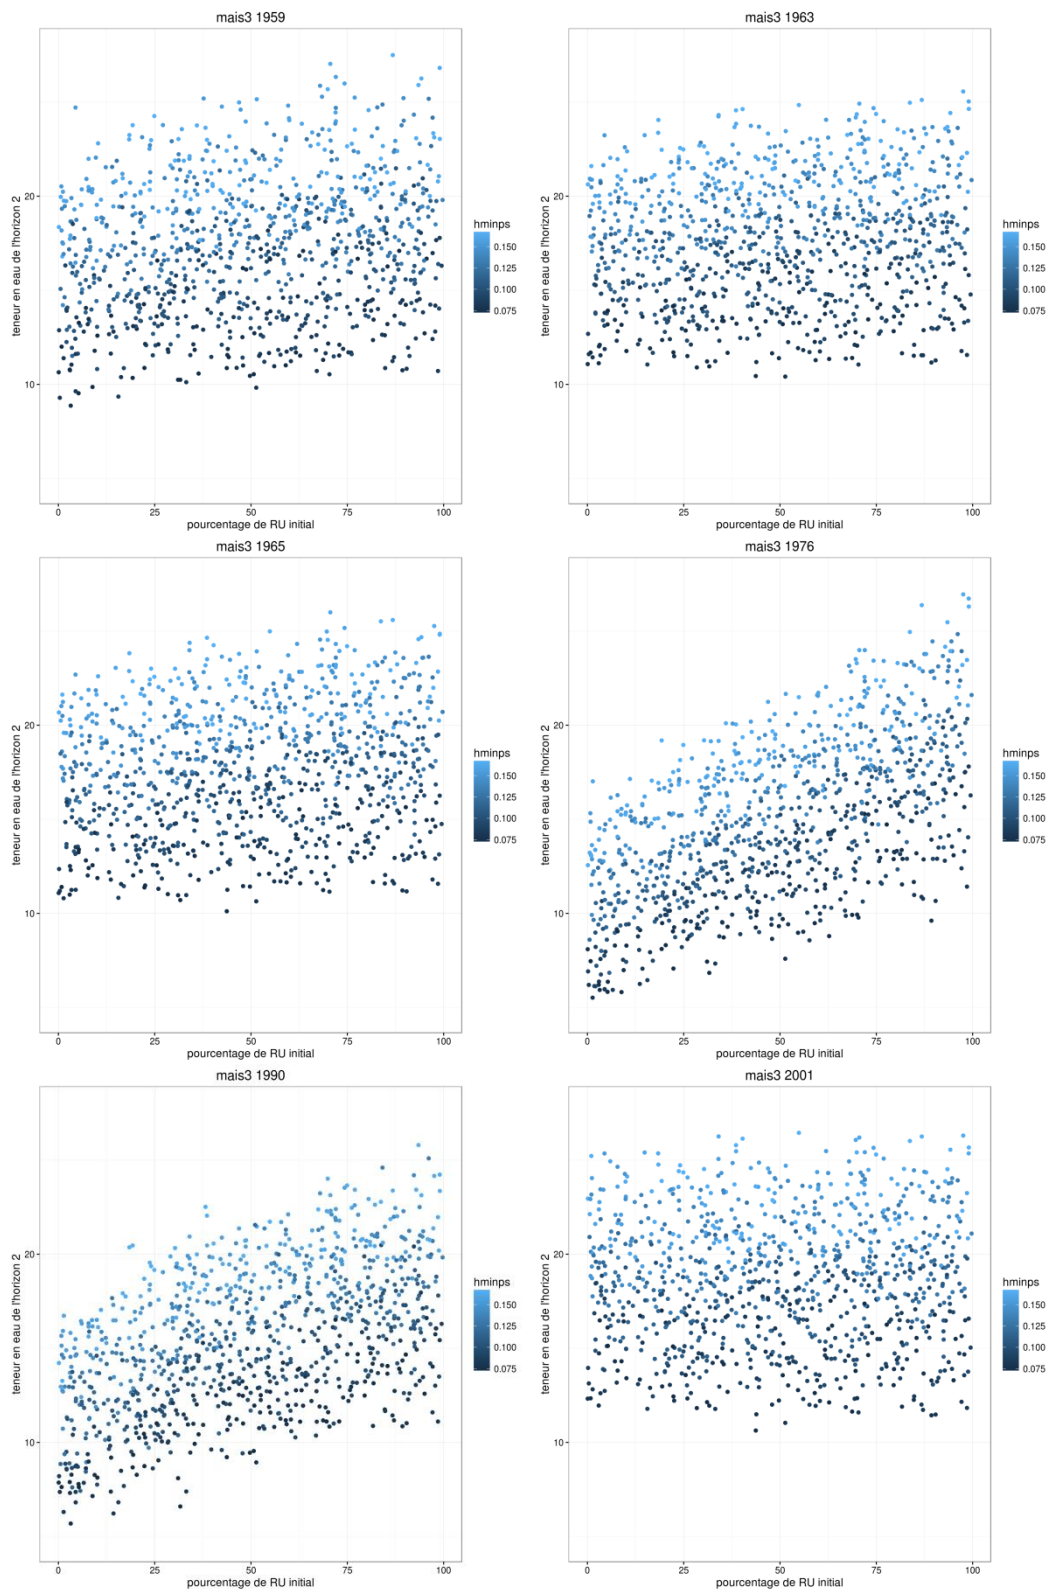 mais3 1959
teneur en eau de l'horizon 2
20
10
0 25 50 75 100
pourcentage de RU initial
hminps
0.150
0.125
0.100
0.075
mais3 1963
teneur en eau de l'horizon 2
20
10
0 25 50 75 100
pourcentage de RU initial
hminps
0.150
0.125
0.100
0.075
mais3 1965
teneur en eau de l'horizon 2
20
10
0 25 50 75 100
pourcentage de RU initial
hminps
0.150
0.125
0.100
0.075
mais3 1976
teneur en eau de l'horizon 2
20
10
0 25 50 75 100
pourcentage de RU initial
hminps
0.150
0.125
0.100
0.075
mais3 1990
teneur en eau de l'horizon 2
20
10
0 25 50 75 100
pourcentage de RU initial
hminps
0.150
0.125
0.100
0.075
mais3 2001
teneur en eau de l'horizon 2
20
10
0 25 50 75 100
pourcentage de RU initial
hminps
0.150
0.125
0.100
0.075